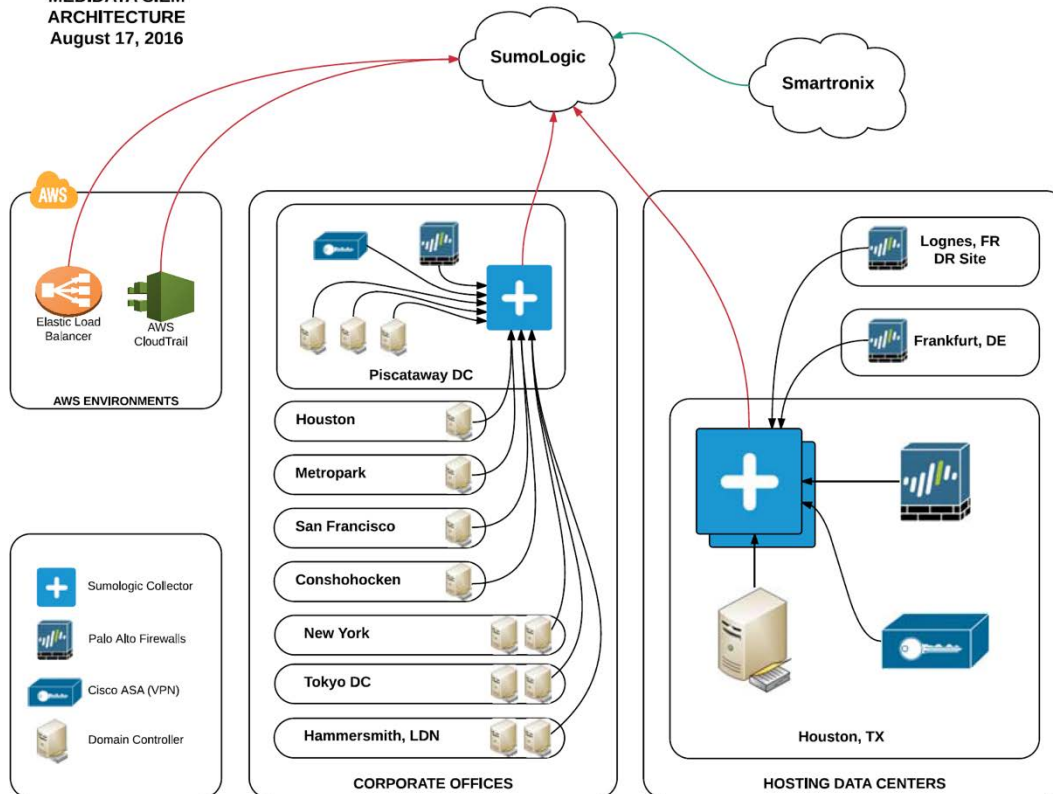 ARCHITECTURE
August 17, 2016
SumoLogic
Smartronix
AWS
Elastic Load
Balancer
AWS
CloudTrail
AWS ENVIRONMENTS
Piscataway DC
Houston
Metropark
San Francisco
Conshohocken
New York
Tokyo DC
Hammersmith, LDN
CORPORATE OFFICES
Lognes, FR
DR Site
Frankfurt, DE
Houston, TX
HOSTING DATA CENTERS
Sumologic Collector
Palo Alto Firewalls
Cisco ASA (VPN)
Domain Controller